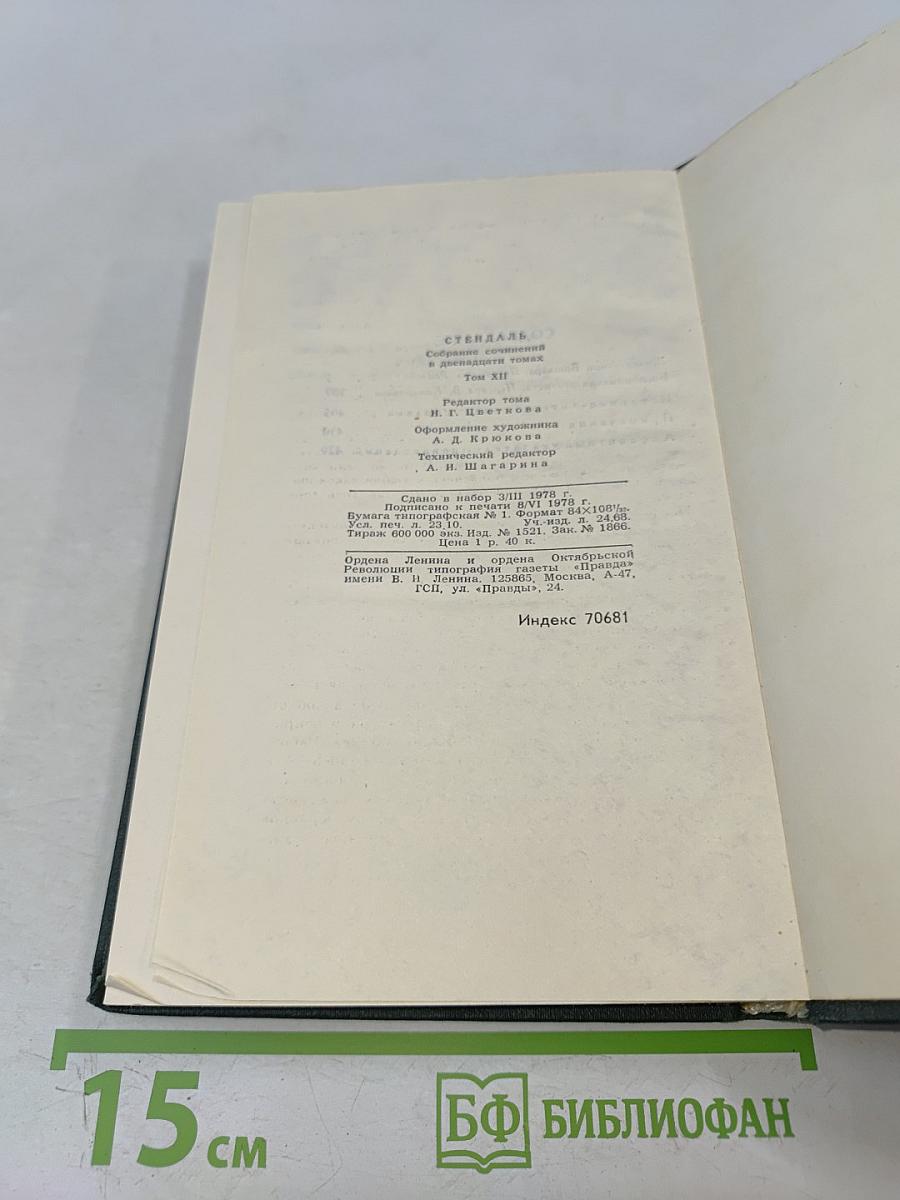 СТЕНДАЛЬ
Собрание сочинений
в двенадцати томах
Том XII
Редактор тома
Н. Г. Цветкова
Оформление художника
А. Д. Крюкова
Технический редактор
А. И. Шагарина
Сдано в набор 3/III 1978 г.
Подписано к печати 8/VI 1978 г.
Бумага типографская № 1. Формат 84×108¹/₃₂.
Усл. печ. л. 23,10. Уч.-изд. л. 24,68.
Тираж 600 000 экз. Изд. № 1521. Зак. № 1866.
Цена 1 р. 40 к.
Ордена Ленина и ордена Октябрьской
Революции типография газеты «Правда»
имени В. И. Ленина. 125865, Москва, А-47,
ГСП, ул. «Правды», 24.
Индекс 70681
15 см
БФ БИБЛИОФАН